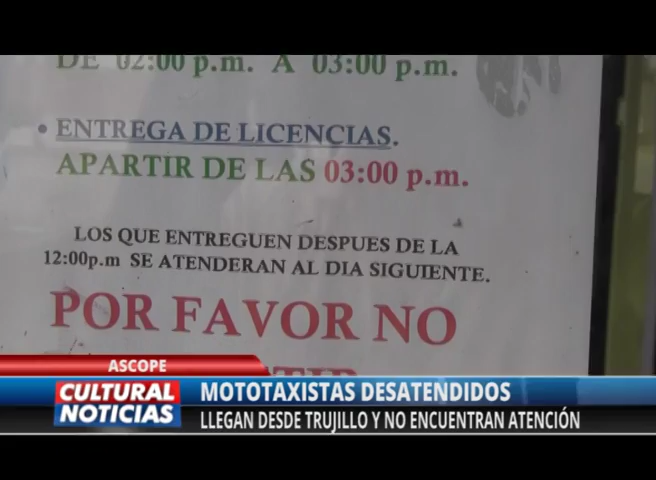 DE 02:00 p.m. A 03:00 p.m.
• ENTREGA DE LICENCIAS.
APARTIR DE LAS 03:00 p.m.
LOS QUE ENTREGUEN DESPUES DE LA
12:00p.m SE ATENDERAN AL DIA SIGUIENTE.
POR FAVOR NO
ASCOPE
CULTURAL
NOTICIAS
MOTOTAXISTAS DESATENDIDOS
LLEGAN DESDE TRUJILLO Y NO ENCUENTRAN ATENCIÓN